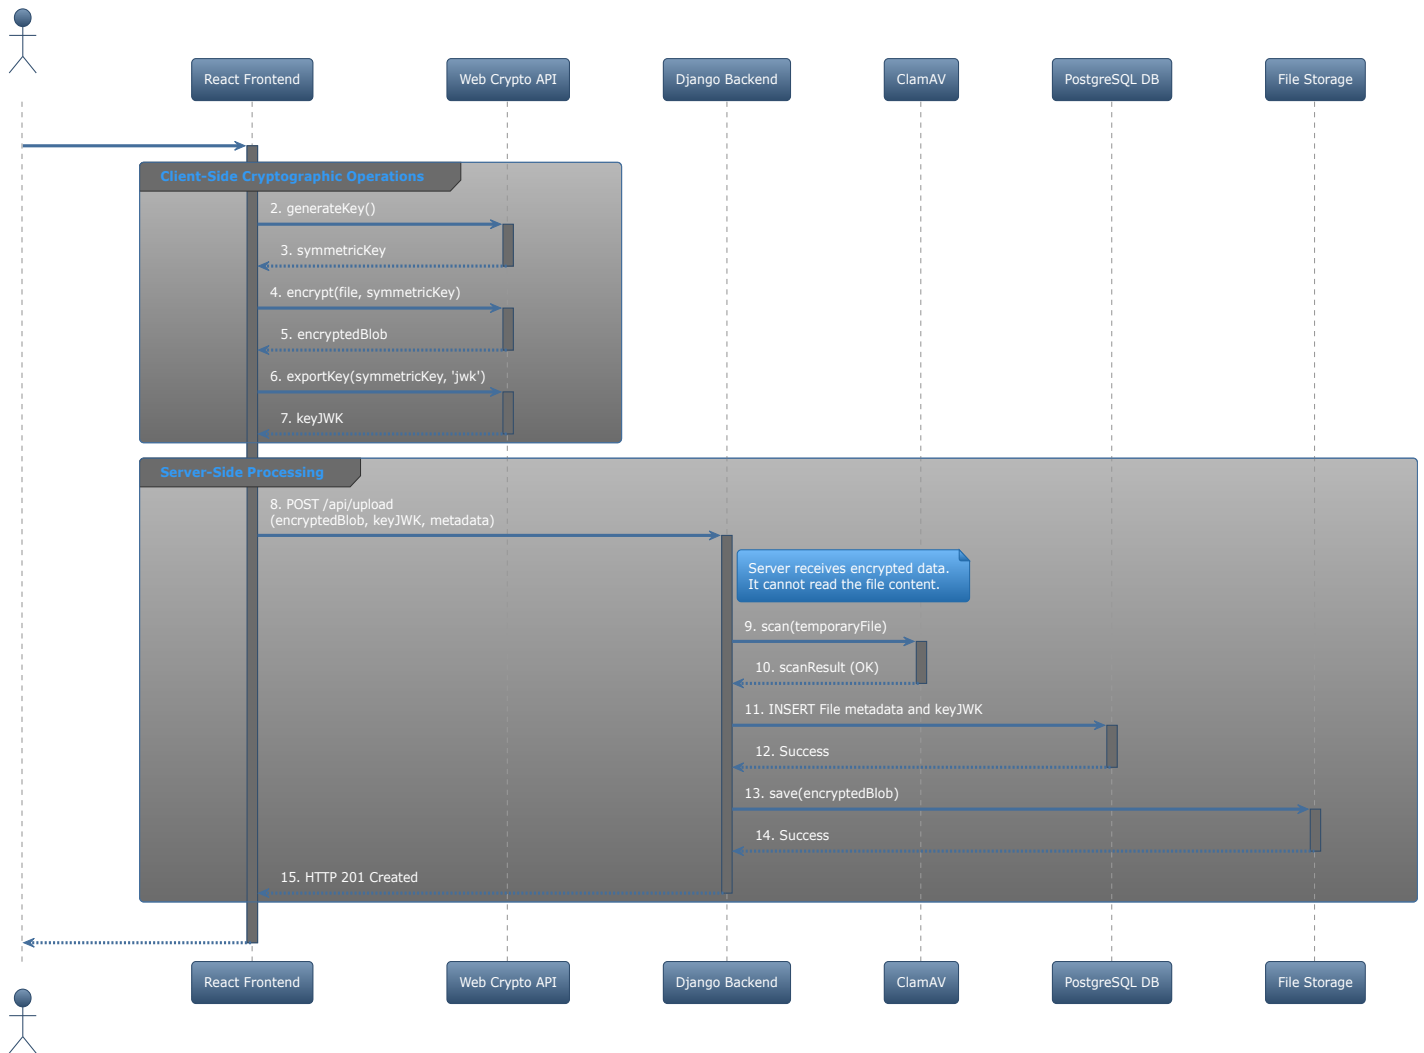 React Frontend
Web Crypto API
Django Backend
ClamAV
PostgreSQL DB
File Storage
Client-Side Cryptographic Operations
2. generateKey()
3. symmetricKey
4. encrypt(file, symmetricKey)
5. encryptedBlob
6. exportKey(symmetricKey, 'jwk')
7. keyJWK
Server-Side Processing
8. POST /api/upload
(encryptedBlob, keyJWK, metadata)
Server receives encrypted data.
It cannot read the file content.
9. scan(temporaryFile)
10. scanResult (OK)
11. INSERT File metadata and keyJWK
12. Success
13. save(encryptedBlob)
14. Success
15. HTTP 201 Created
React Frontend
Web Crypto API
Django Backend
ClamAV
PostgreSQL DB
File Storage